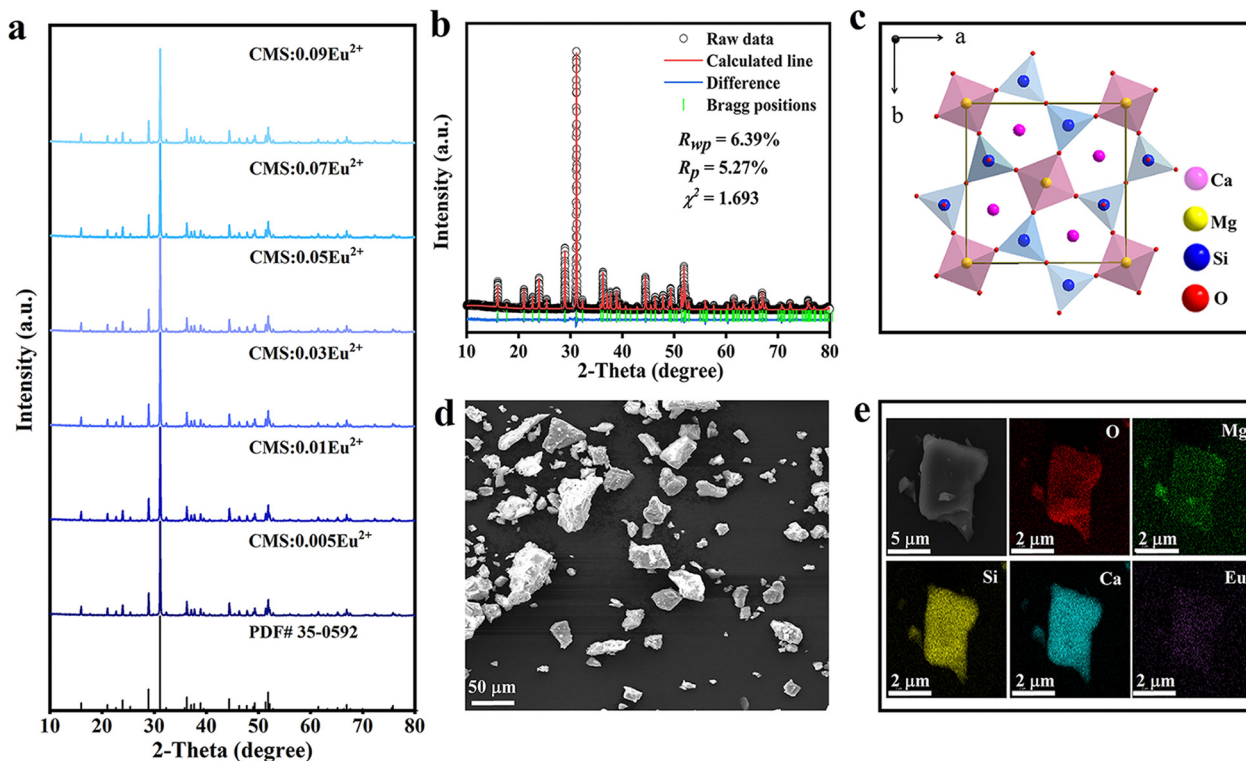 a
CMS:0.09Eu²⁺
CMS:0.07Eu²⁺
CMS:0.05Eu²⁺
CMS:0.03Eu²⁺
CMS:0.01Eu²⁺
CMS:0.005Eu²⁺
PDF# 35-0592
Intensity (a.u.)
10 20 30 40 50 60 70 80
2-Theta (degree)
b
Raw data
Calculated line
Difference
Bragg positions
Rwp = 6.39%
Rp = 5.27%
χ² = 1.693
Intensity (a.u.)
10 20 30 40 50 60 70 80
2-Theta (degree)
c
a
b
Ca
Mg
Si
O
d
50 μm
e
5 μm
O
2 μm
Mg
2 μm
Si
2 μm
Ca
2 μm
Eu
2 μm